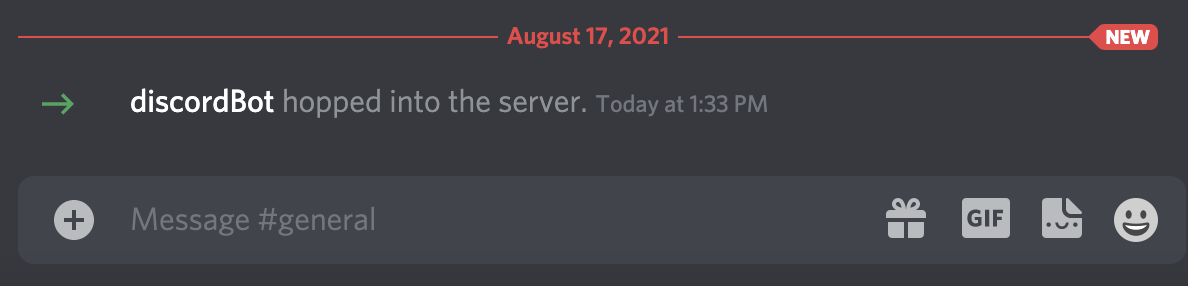 August 17, 2021 NEW
discordBot hopped into the server. Today at 1:33 PM
Message #general GIF